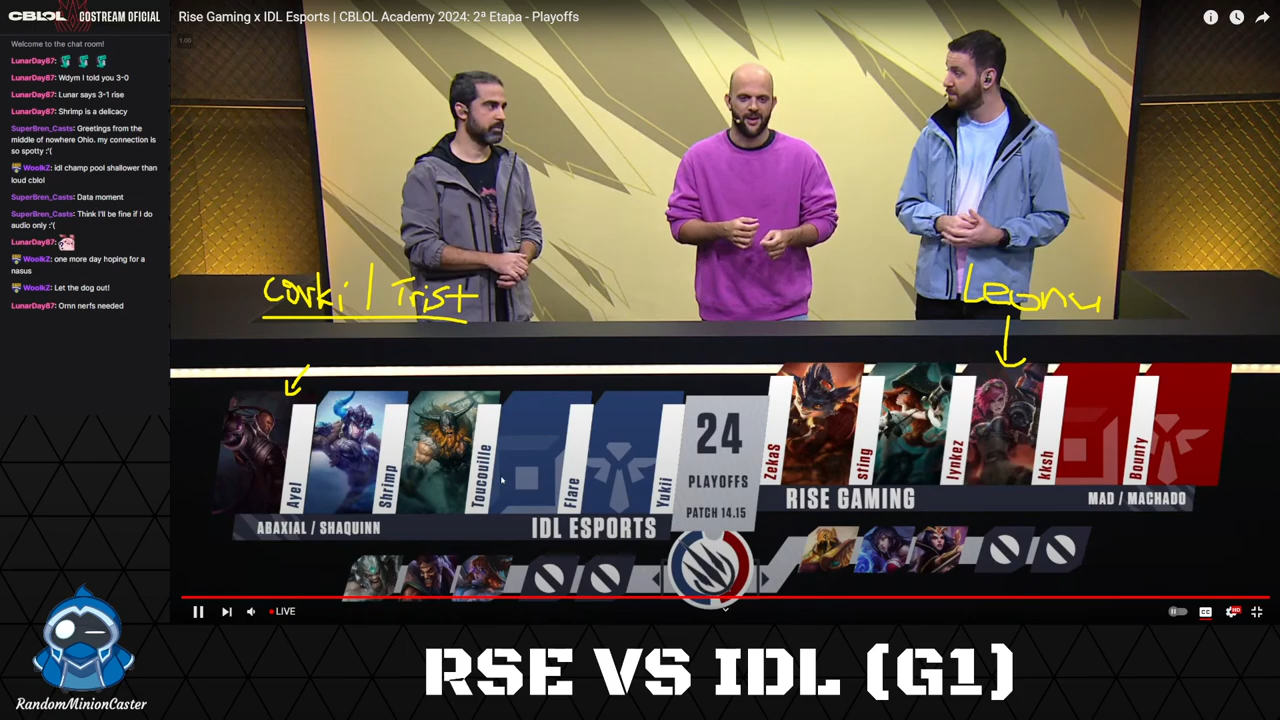 CBLOL COSTREAM OFICIAL
Rise Gaming x IDL Esports | CBLOL Academy 2024: 2ª Etapa - Playoffs
1.00
Welcome to the chat room!
LunarDay87:
LunarDay87: Wdym I told you 3-0
LunarDay87: Lunar says 3-1 rise
LunarDay87: Shrimp is a delicacy
SuperBren_Casts: Greetings from the
middle of nowhere Ohio. my connection is
so spotty :'(
WoolkZ: idl champ pool shallower than
loud cblol
SuperBren_Casts: Data moment
SuperBren_Casts: Think I'll be fine if I do
audio only :'(
LunarDay87:
WoolkZ: one more day hoping for a
nasus
WoolkZ: Let the dog out!
LunarDay87: Ornn nerfs needed
Corki | Trist
Leona
Ayel
Shrimp
Toucouille
Flare
Yukii
24
PLAYOFFS
PATCH 14.15
ZekaS
sting
lynkez
kksh
Bounty
ABAXIAL / SHAQUINN
IDL ESPORTS
RISE GAMING
MAD / MACHADO
LIVE
CC
HD
RandomMinionCaster
RSE VS IDL (G1)